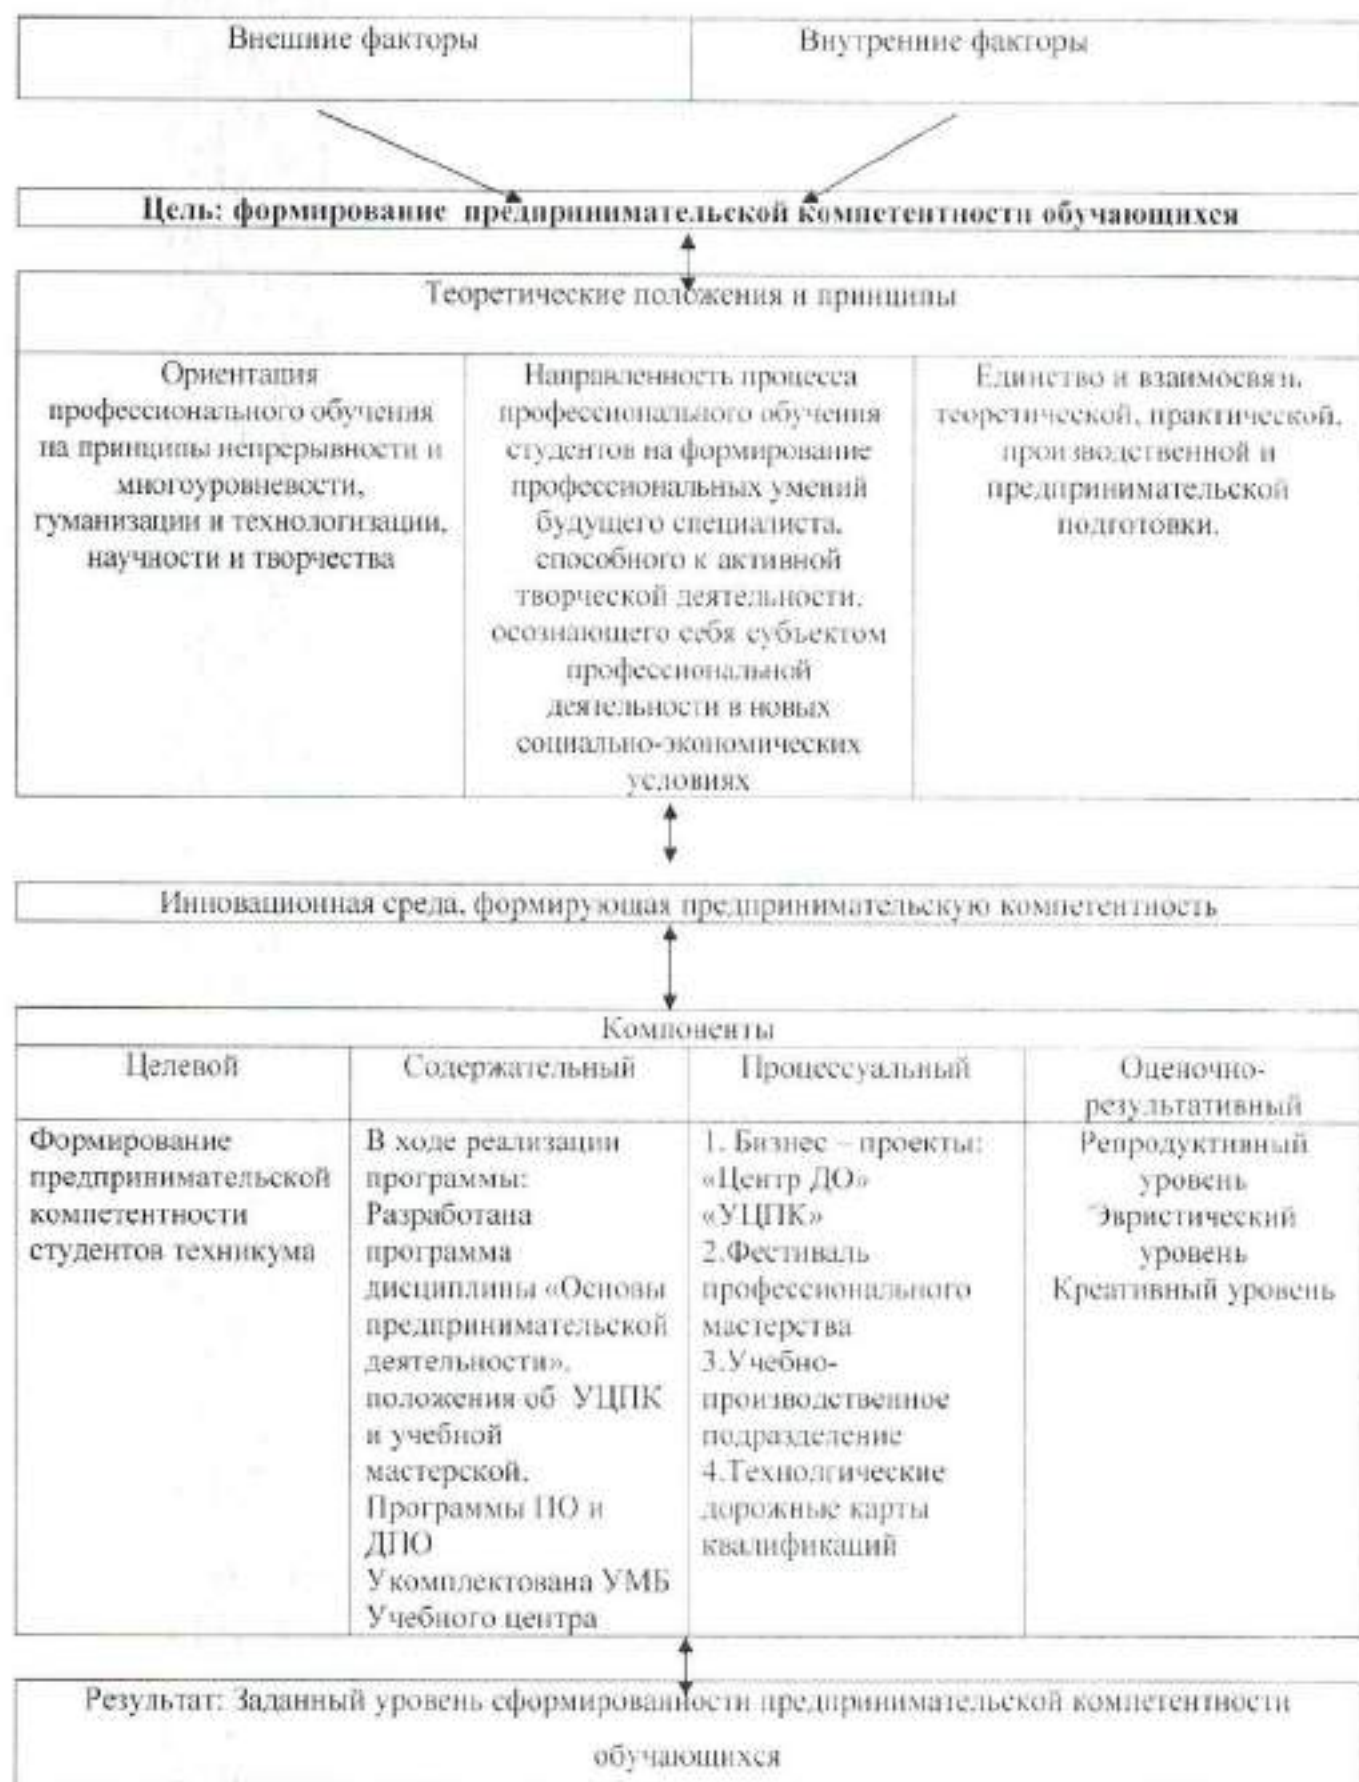 Внешние факторы
Внутренние факторы
Цель: формирование предпринимательской компетентности обучающихся
Теоретические положения и принципы
Ориентация
профессионального обучения
на принципы непрерывности и
многоуровневости,
гуманизации и технологизации,
научности и творчества
Направленность процесса
профессионального обучения
студентов на формирование
профессиональных умений
будущего специалиста,
способного к активной
творческой деятельности,
осознающего себя субъектом
профессиональной
деятельности в новых
социально-экономических
условиях
Единство и взаимосвязь
теоретической, практической,
производственной и
предпринимательской
подготовки.
Инновационная среда, формирующая предпринимательскую компетентность
Компоненты
Целевой
Содержательный
Процессуальный
Оценочно-
результативный
Формирование
предпринимательской
компетентности
студентов техникума
В ходе реализации
программы:
Разработана
программа
дисциплины «Основы
предпринимательской
деятельности»,
положения об УЦПК
и учебной
мастерской.
Программы ПО и
ДПО
Укомплектована УМБ
Учебного центра
1. Бизнес – проекты:
«Центр ДО»
«УЦПК»
2.Фестиваль
профессионального
мастерства
3.Учебно-
производственное
подразделение
4.Технолгические
дорожные карты
квалификаций
Репродуктивный
уровень
Эвристический
уровень
Креативный уровень
Результат: Заданный уровень сформированности предпринимательской компетентности
обучающихся